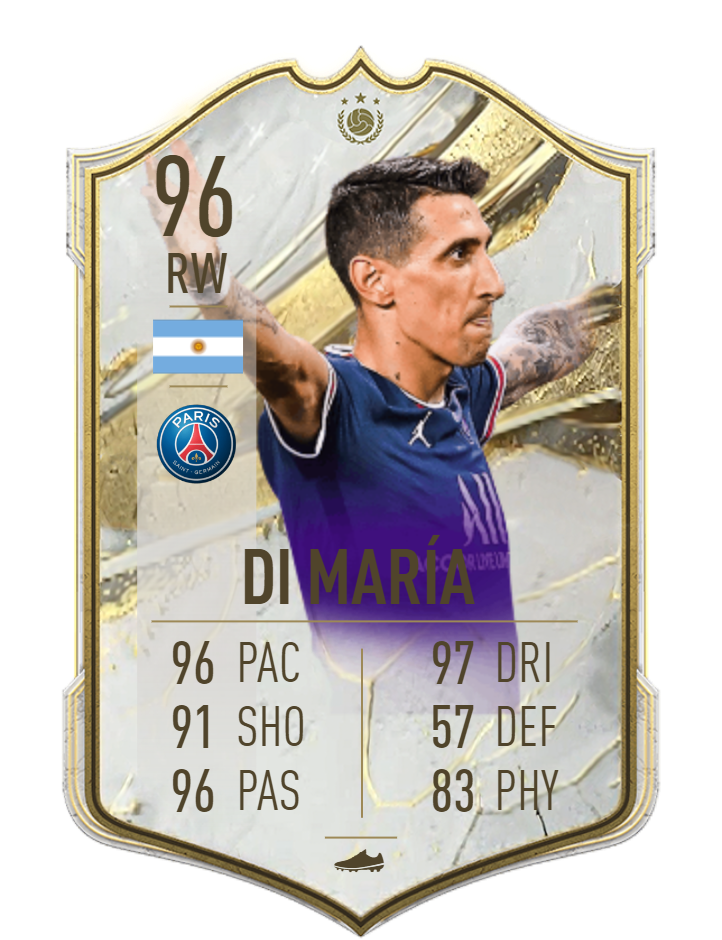 96
RW
PARIS
SAINT-GERMAIN
DI MARÍA
96 PAC
97 DRI
91 SHO
57 DEF
96 PAS
83 PHY